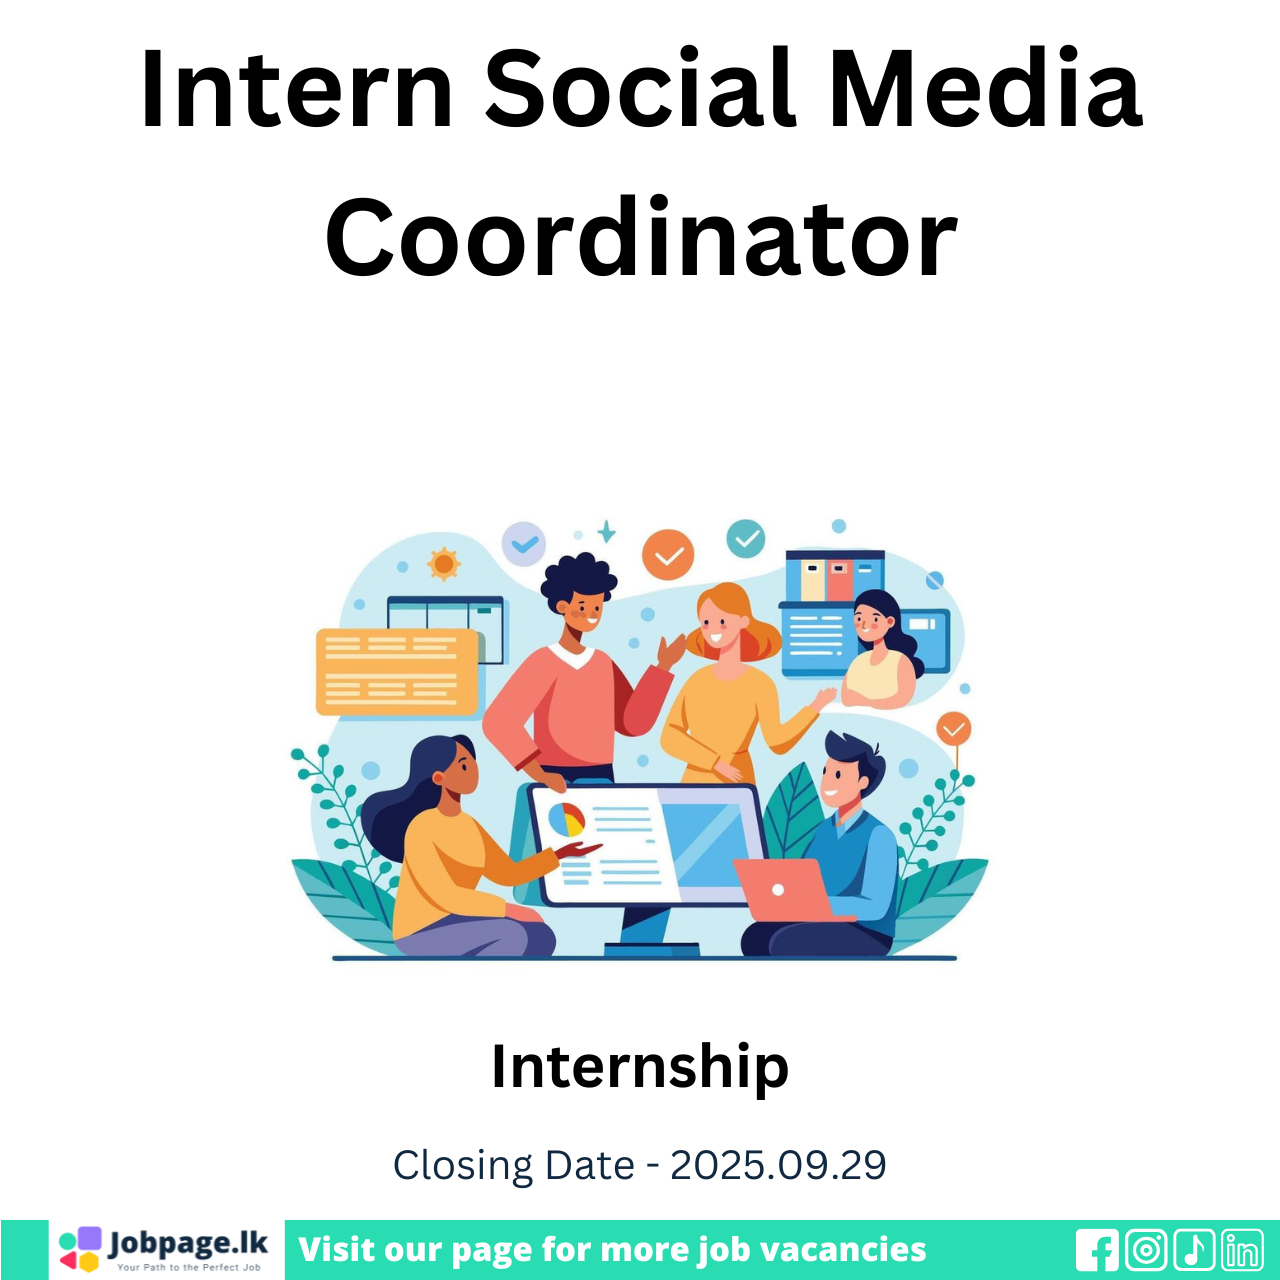 Intern Social Media
Coordinator
Internship
Closing Date - 2025.09.29
Jobpage.lk
Your Path to the Perfect Job
Visit our page for more job vacancies